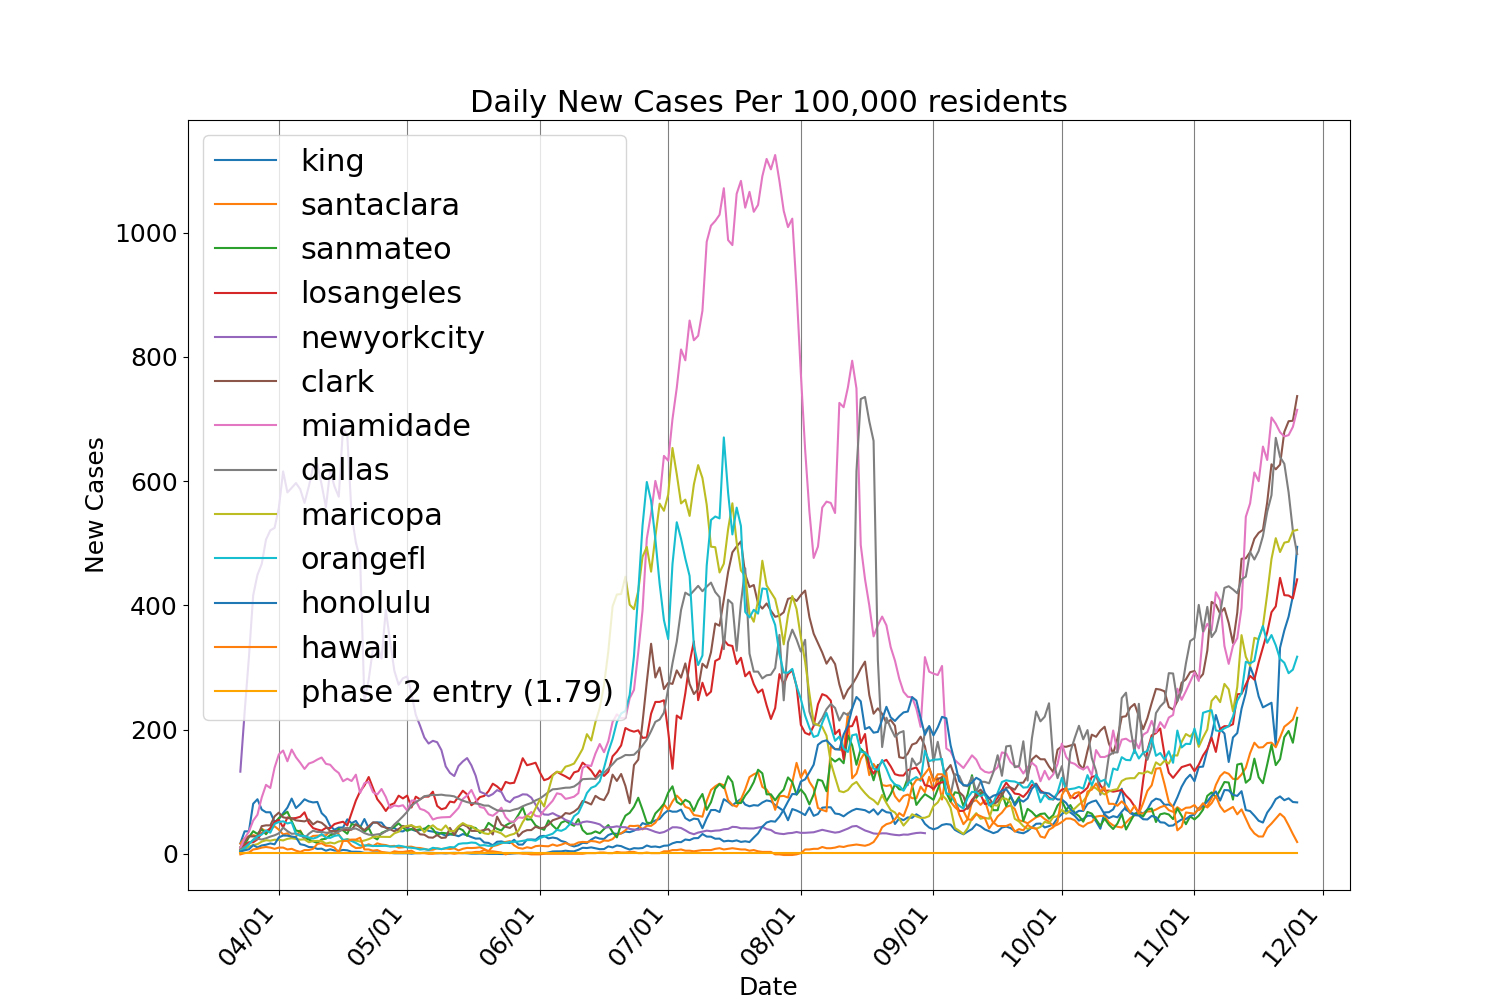 Daily New Cases Per 100,000 residents
king
santaclara
sanmateo
losangeles
newyorkcity
clark
miamidade
dallas
maricopa
orangefl
honolulu
hawaii
phase 2 entry (1.79)
New Cases
1000
800
600
400
200
0
04/01
05/01
06/01
07/01
08/01
09/01
10/01
11/01
12/01
Date